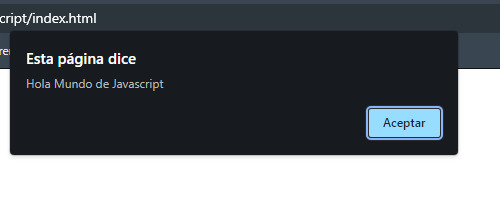 cript/index.html
Esta página dice
Hola Mundo de Javascript
Aceptar